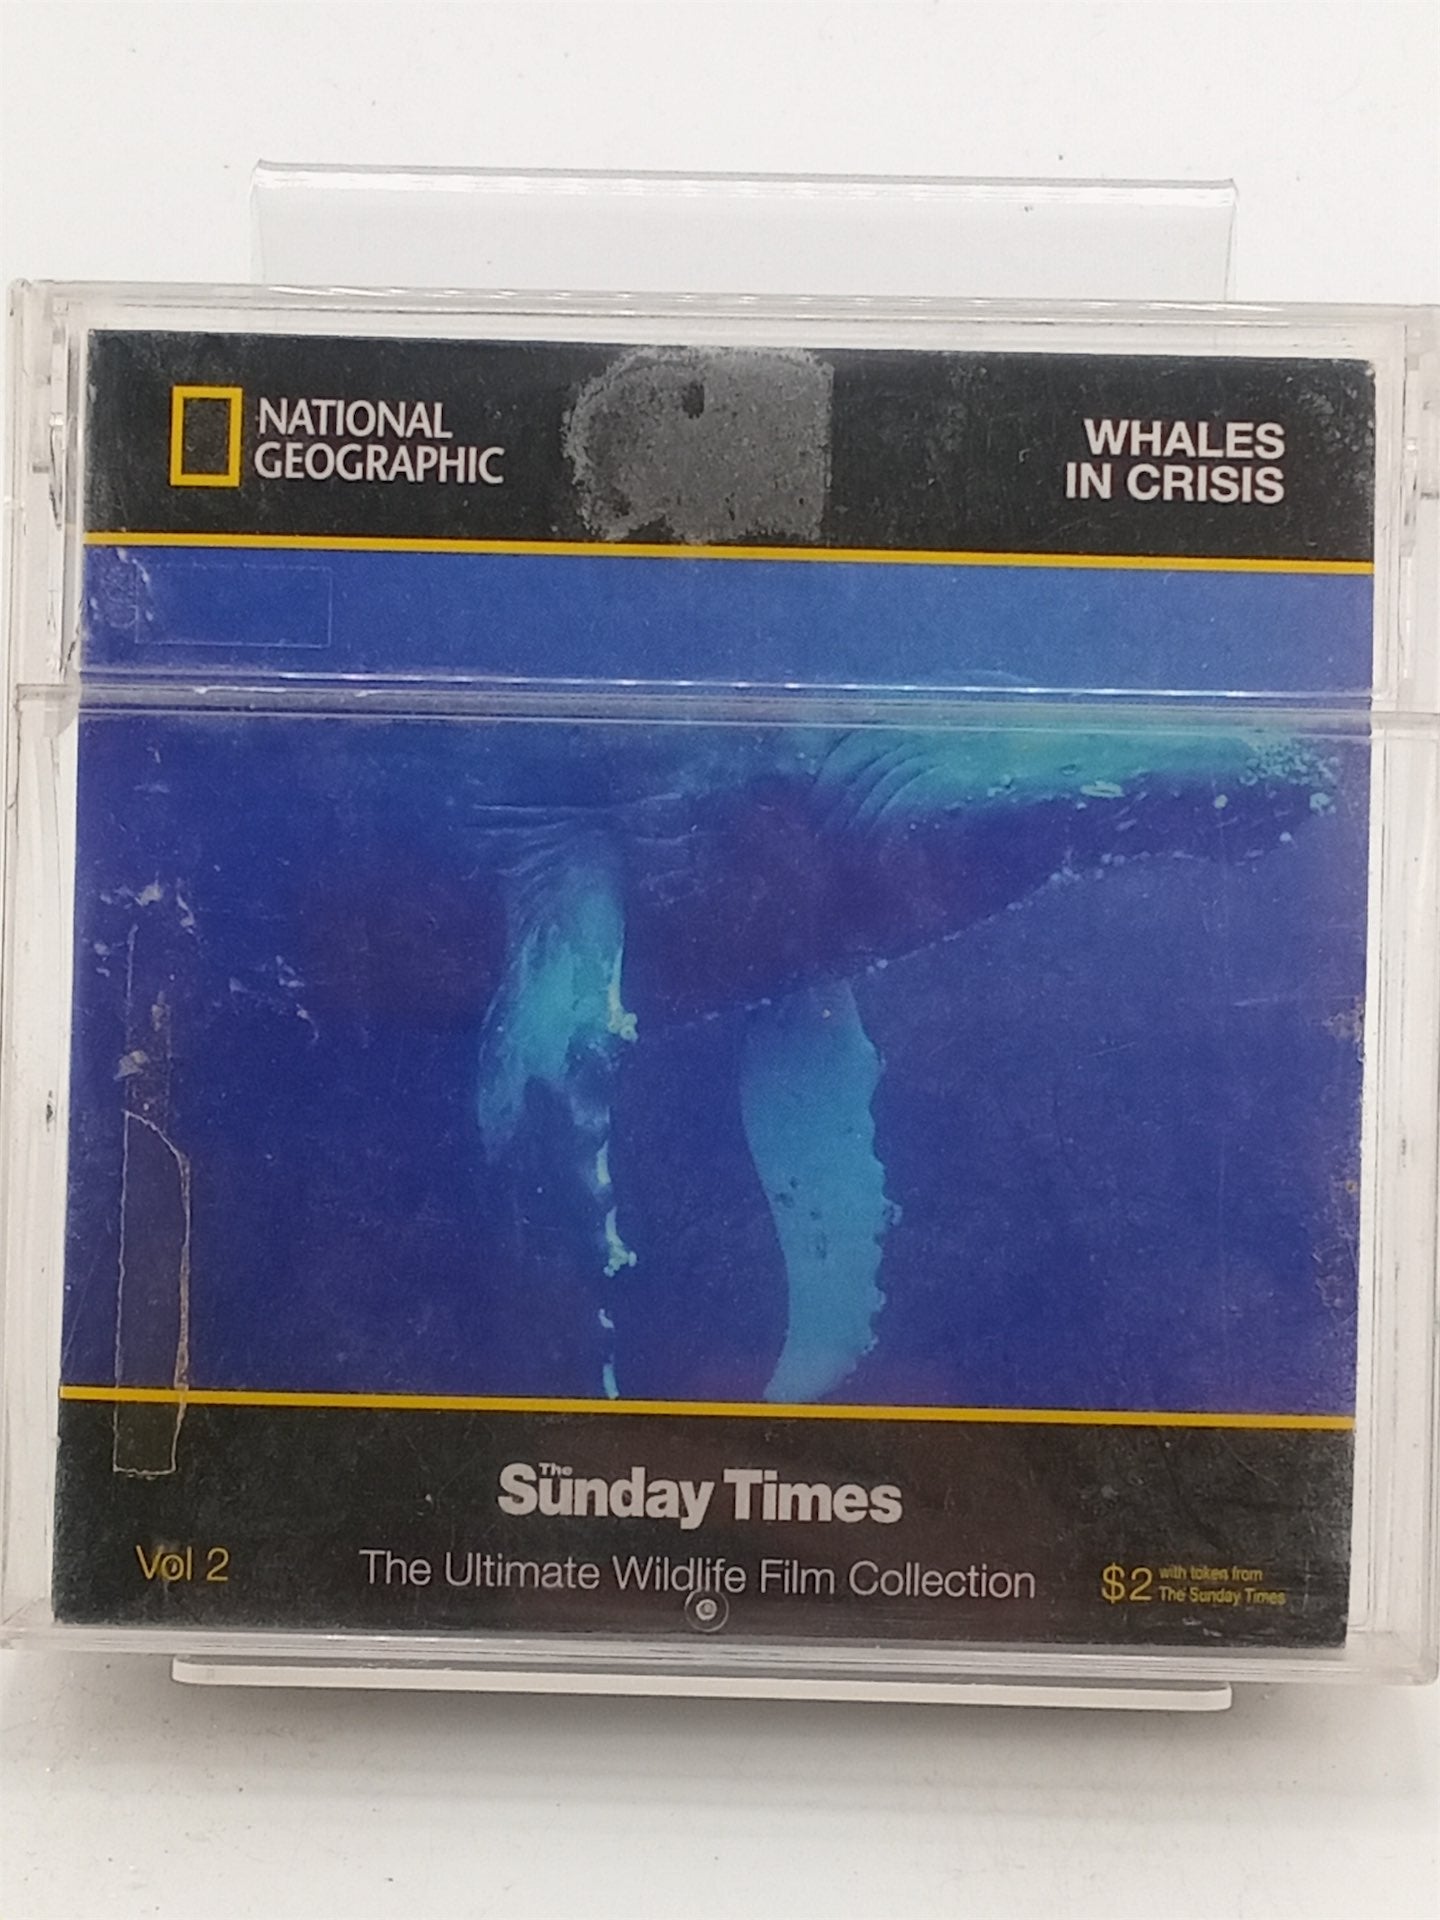 NATIONAL
GEOGRAPHIC
WHALES
IN CRISIS
The Sunday Times
Vol 2
The Ultimate Wildlife Film Collection
$2 with token from
The Sunday Times